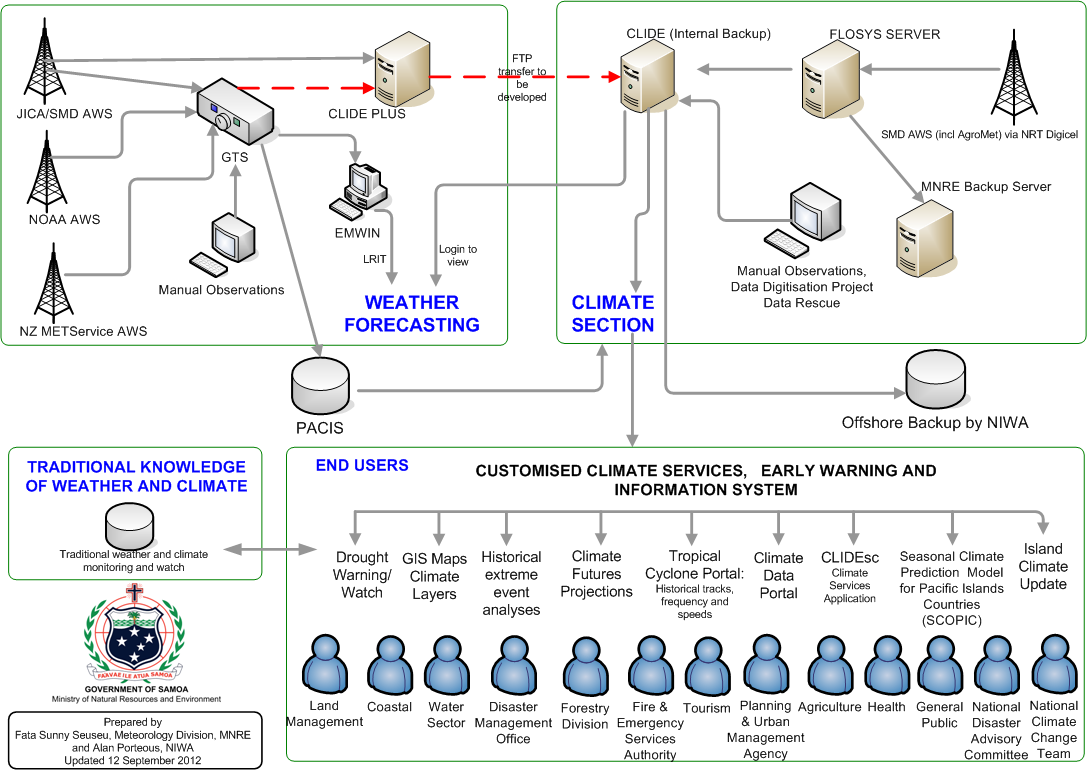 JICA/SMD AWS
NOAA AWS
NZ METService AWS
GTS
Manual Observations
CLIDE PLUS
EMWIN
LRIT
Login to
view
WEATHER
FORECASTING
FTP
transfer to
be
developed
CLIDE (Internal Backup)
FLOSYS SERVER
SMD AWS (incl AgroMet) via NRT Digicel
MNRE Backup Server
Manual Observations,
Data Digitisation Project
Data Rescue
CLIMATE
SECTION
PACIS
Offshore Backup by NIWA
TRADITIONAL KNOWLEDGE
OF WEATHER AND CLIMATE
Traditional weather and climate
monitoring and watch
FAAVAE ILE ATUA SAMOA
GOVERNMENT OF SAMOA
Ministry of Natural Resources and Environment
Prepared by
Fata Sunny Seuseu, Meteorology Division, MNRE
and Alan Porteous, NIWA
Updated 12 September 2012
END USERS
CUSTOMISED CLIMATE SERVICES, EARLY WARNING AND
INFORMATION SYSTEM
Drought
Warning/
Watch
GIS Maps
Climate
Layers
Historical
extreme
event
analyses
Climate
Futures
Projections
Tropical
Cyclone Portal:
Historical tracks,
frequency and
speeds
Climate
Data
Portal
CLIDEsc
Climate
Services
Application
Seasonal Climate
Prediction Model
for Pacific Islands
Countries
(SCOPIC)
Island
Climate
Update
Land
Management
Coastal
Water
Sector
Disaster
Management
Office
Forestry
Division
Fire &
Emergency
Services
Authority
Tourism
Planning
& Urban
Management
Agency
Agriculture
Health
General
Public
National
Disaster
Advisory
Committee
National
Climate
Change
Team